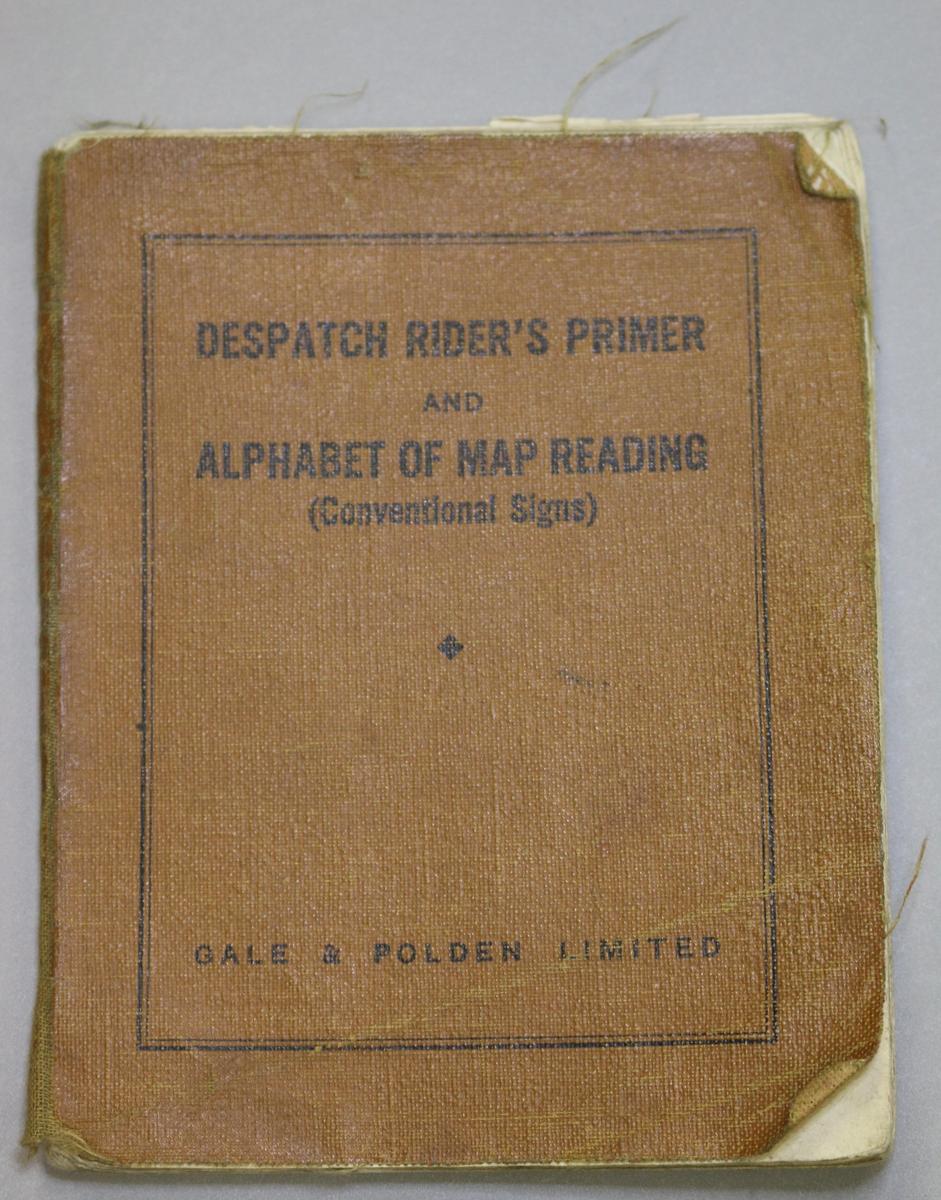 DESPATCH RIDER'S PRIMER
AND
ALPHABET OF MAP READING
(Conventional Signs)
GALE & POLDEN LIMITED